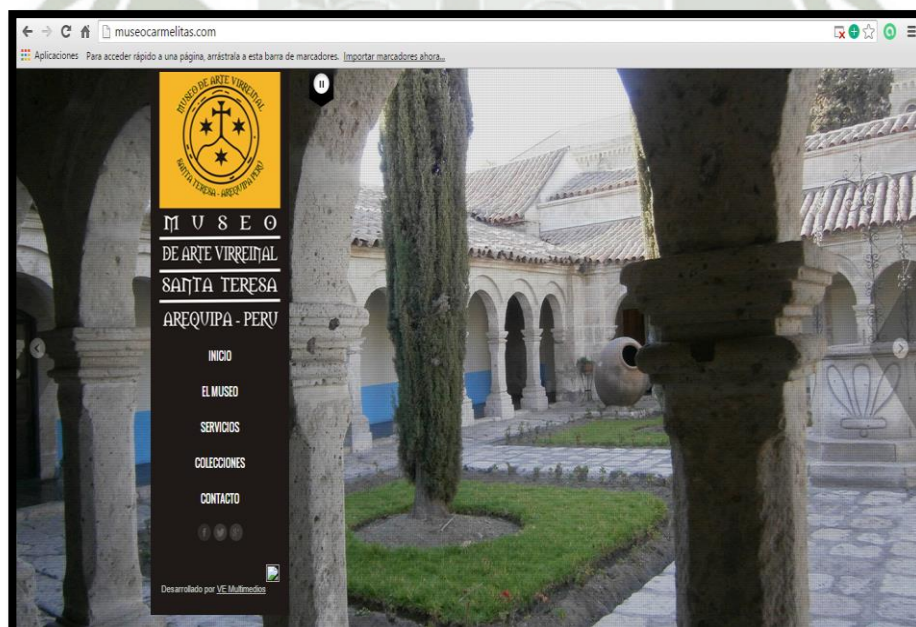 museocarmelitas.com
Aplicaciones Para acceder rápido a una página, arrástrala a esta barra de marcadores. Importar marcadores ahora...
MUSEO DE ARTE VIRREINAL
SANTA TERESA - AREQUIPA PERU
MUSEO
DE ARTE VIRREINAL
SANTA TERESA
AREQUIPA - PERU
INICIO
EL MUSEO
SERVICIOS
COLECCIONES
CONTACTO
Desarrollado por VE Multimedios